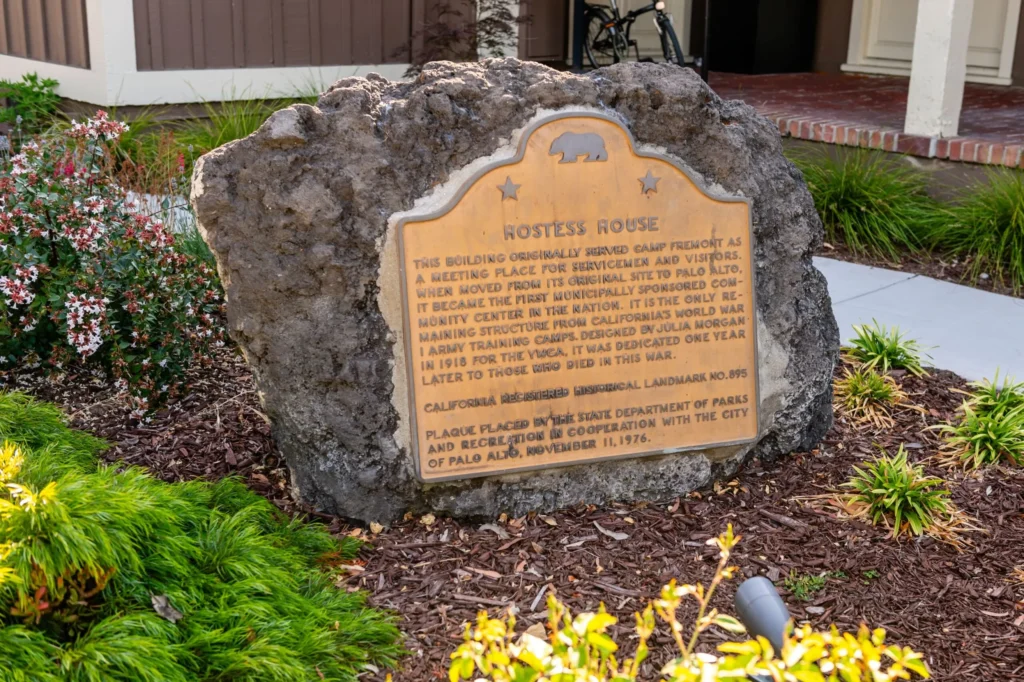 HOSTESS HOUSE
THIS BUILDING ORIGINALLY SERVED CAMP FREMONT AS
A MEETING PLACE FOR SERVICEMEN AND VISITORS.
WHEN MOVED FROM ITS ORIGINAL SITE TO PALO ALTO,
IT BECAME THE FIRST MUNICIPALLY SPONSORED COM-
MUNITY CENTER IN THE NATION. IT IS THE ONLY RE-
MAINING STRUCTURE FROM CALIFORNIA'S WORLD WAR
I ARMY TRAINING CAMPS. DESIGNED BY JULIA MORGAN
IN 1918 FOR THE YWCA, IT WAS DEDICATED ONE YEAR
LATER TO THOSE WHO DIED IN THIS WAR.
CALIFORNIA REGISTERED HISTORICAL LANDMARK NO. 895
PLAQUE PLACED BY THE STATE DEPARTMENT OF PARKS
AND RECREATION IN COOPERATION WITH THE CITY
OF PALO ALTO, NOVEMBER 11, 1976.